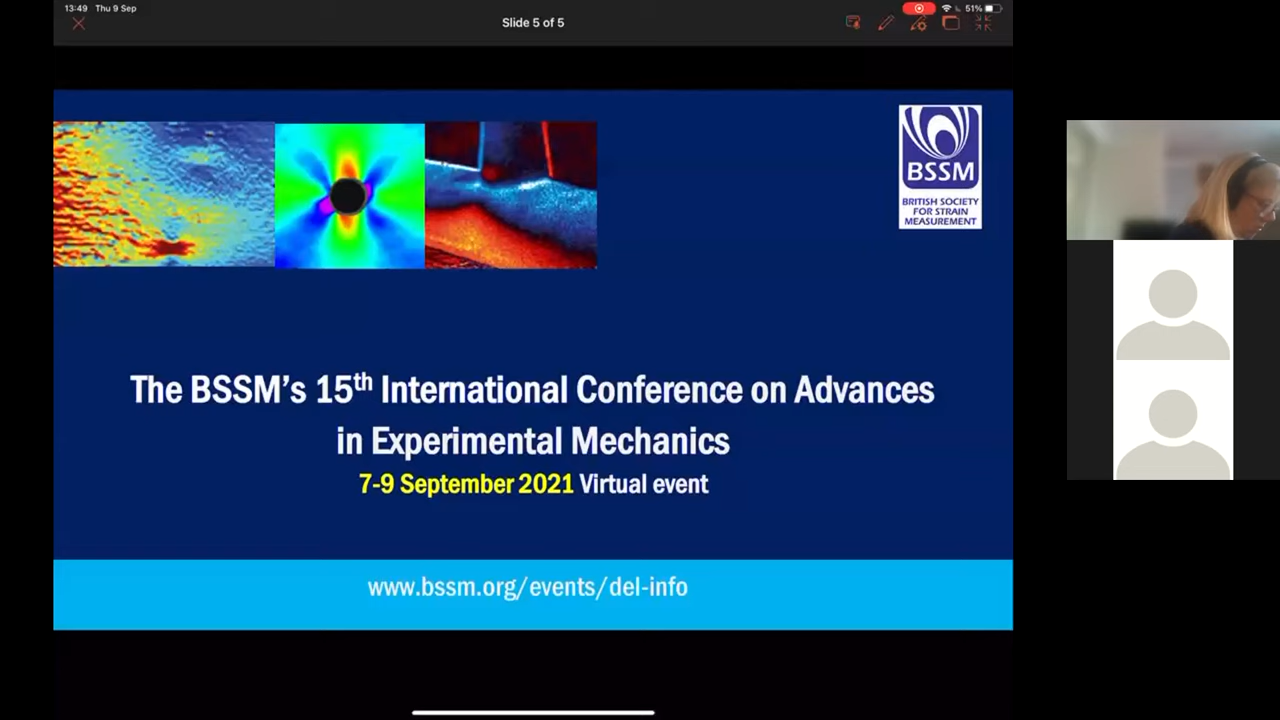 13:49 Thu 9 Sep
51%
Slide 5 of 5
BSSM
BRITISH SOCIETY
FOR STRAIN
MEASUREMENT
The BSSM's 15th International Conference on Advances
in Experimental Mechanics
7-9 September 2021 Virtual event
www.bssm.org/events/del-info